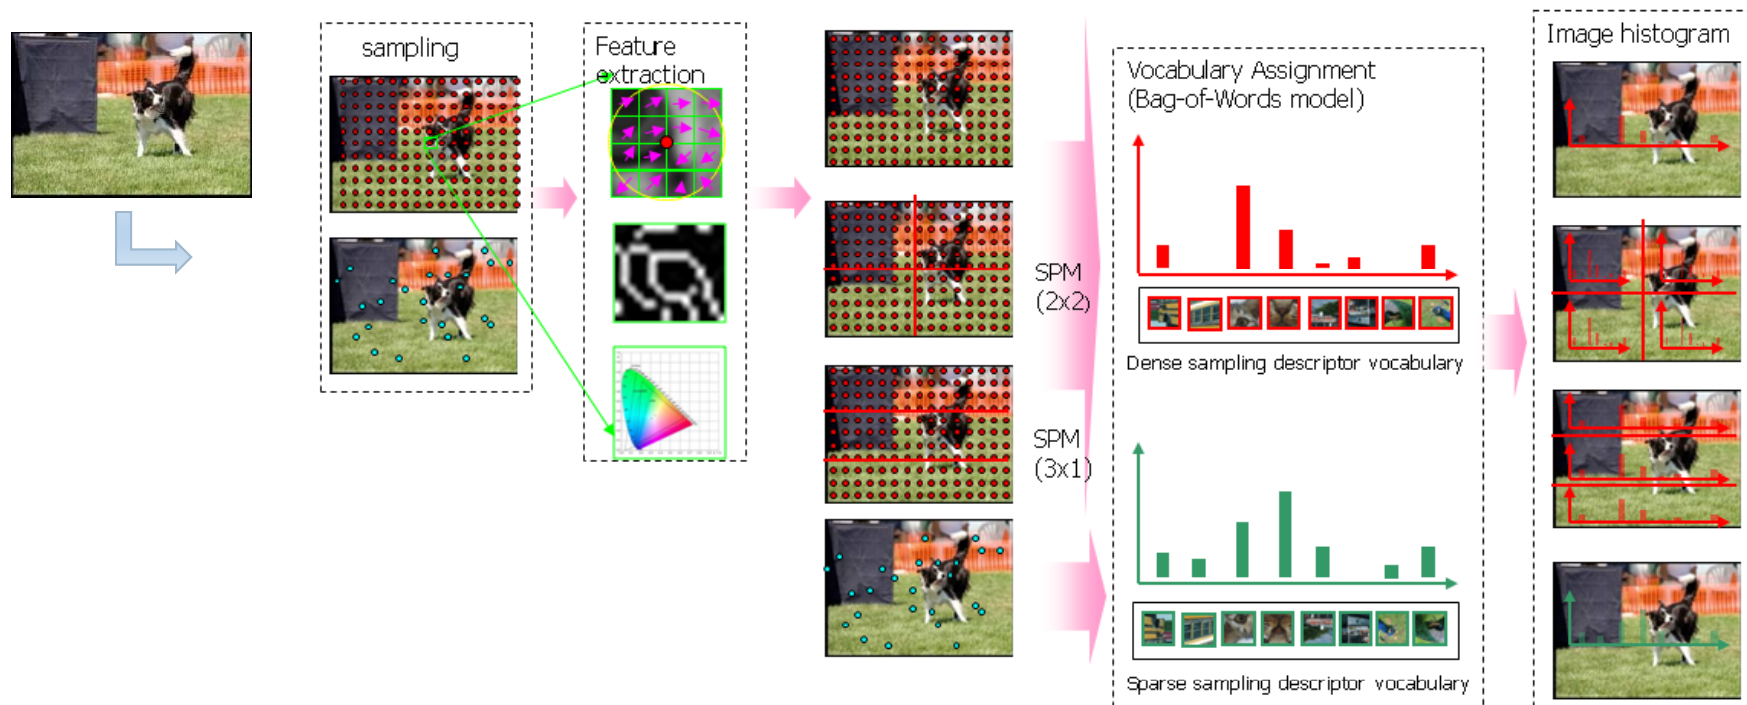 sampling
Feature
extraction
SPM
(2x2)
SPM
(3x1)
Vocabulary Assignment
(Bag-of-Words model)
Dense sampling descriptor vocabulary
Sparse sampling descriptor vocabulary
Image histogram